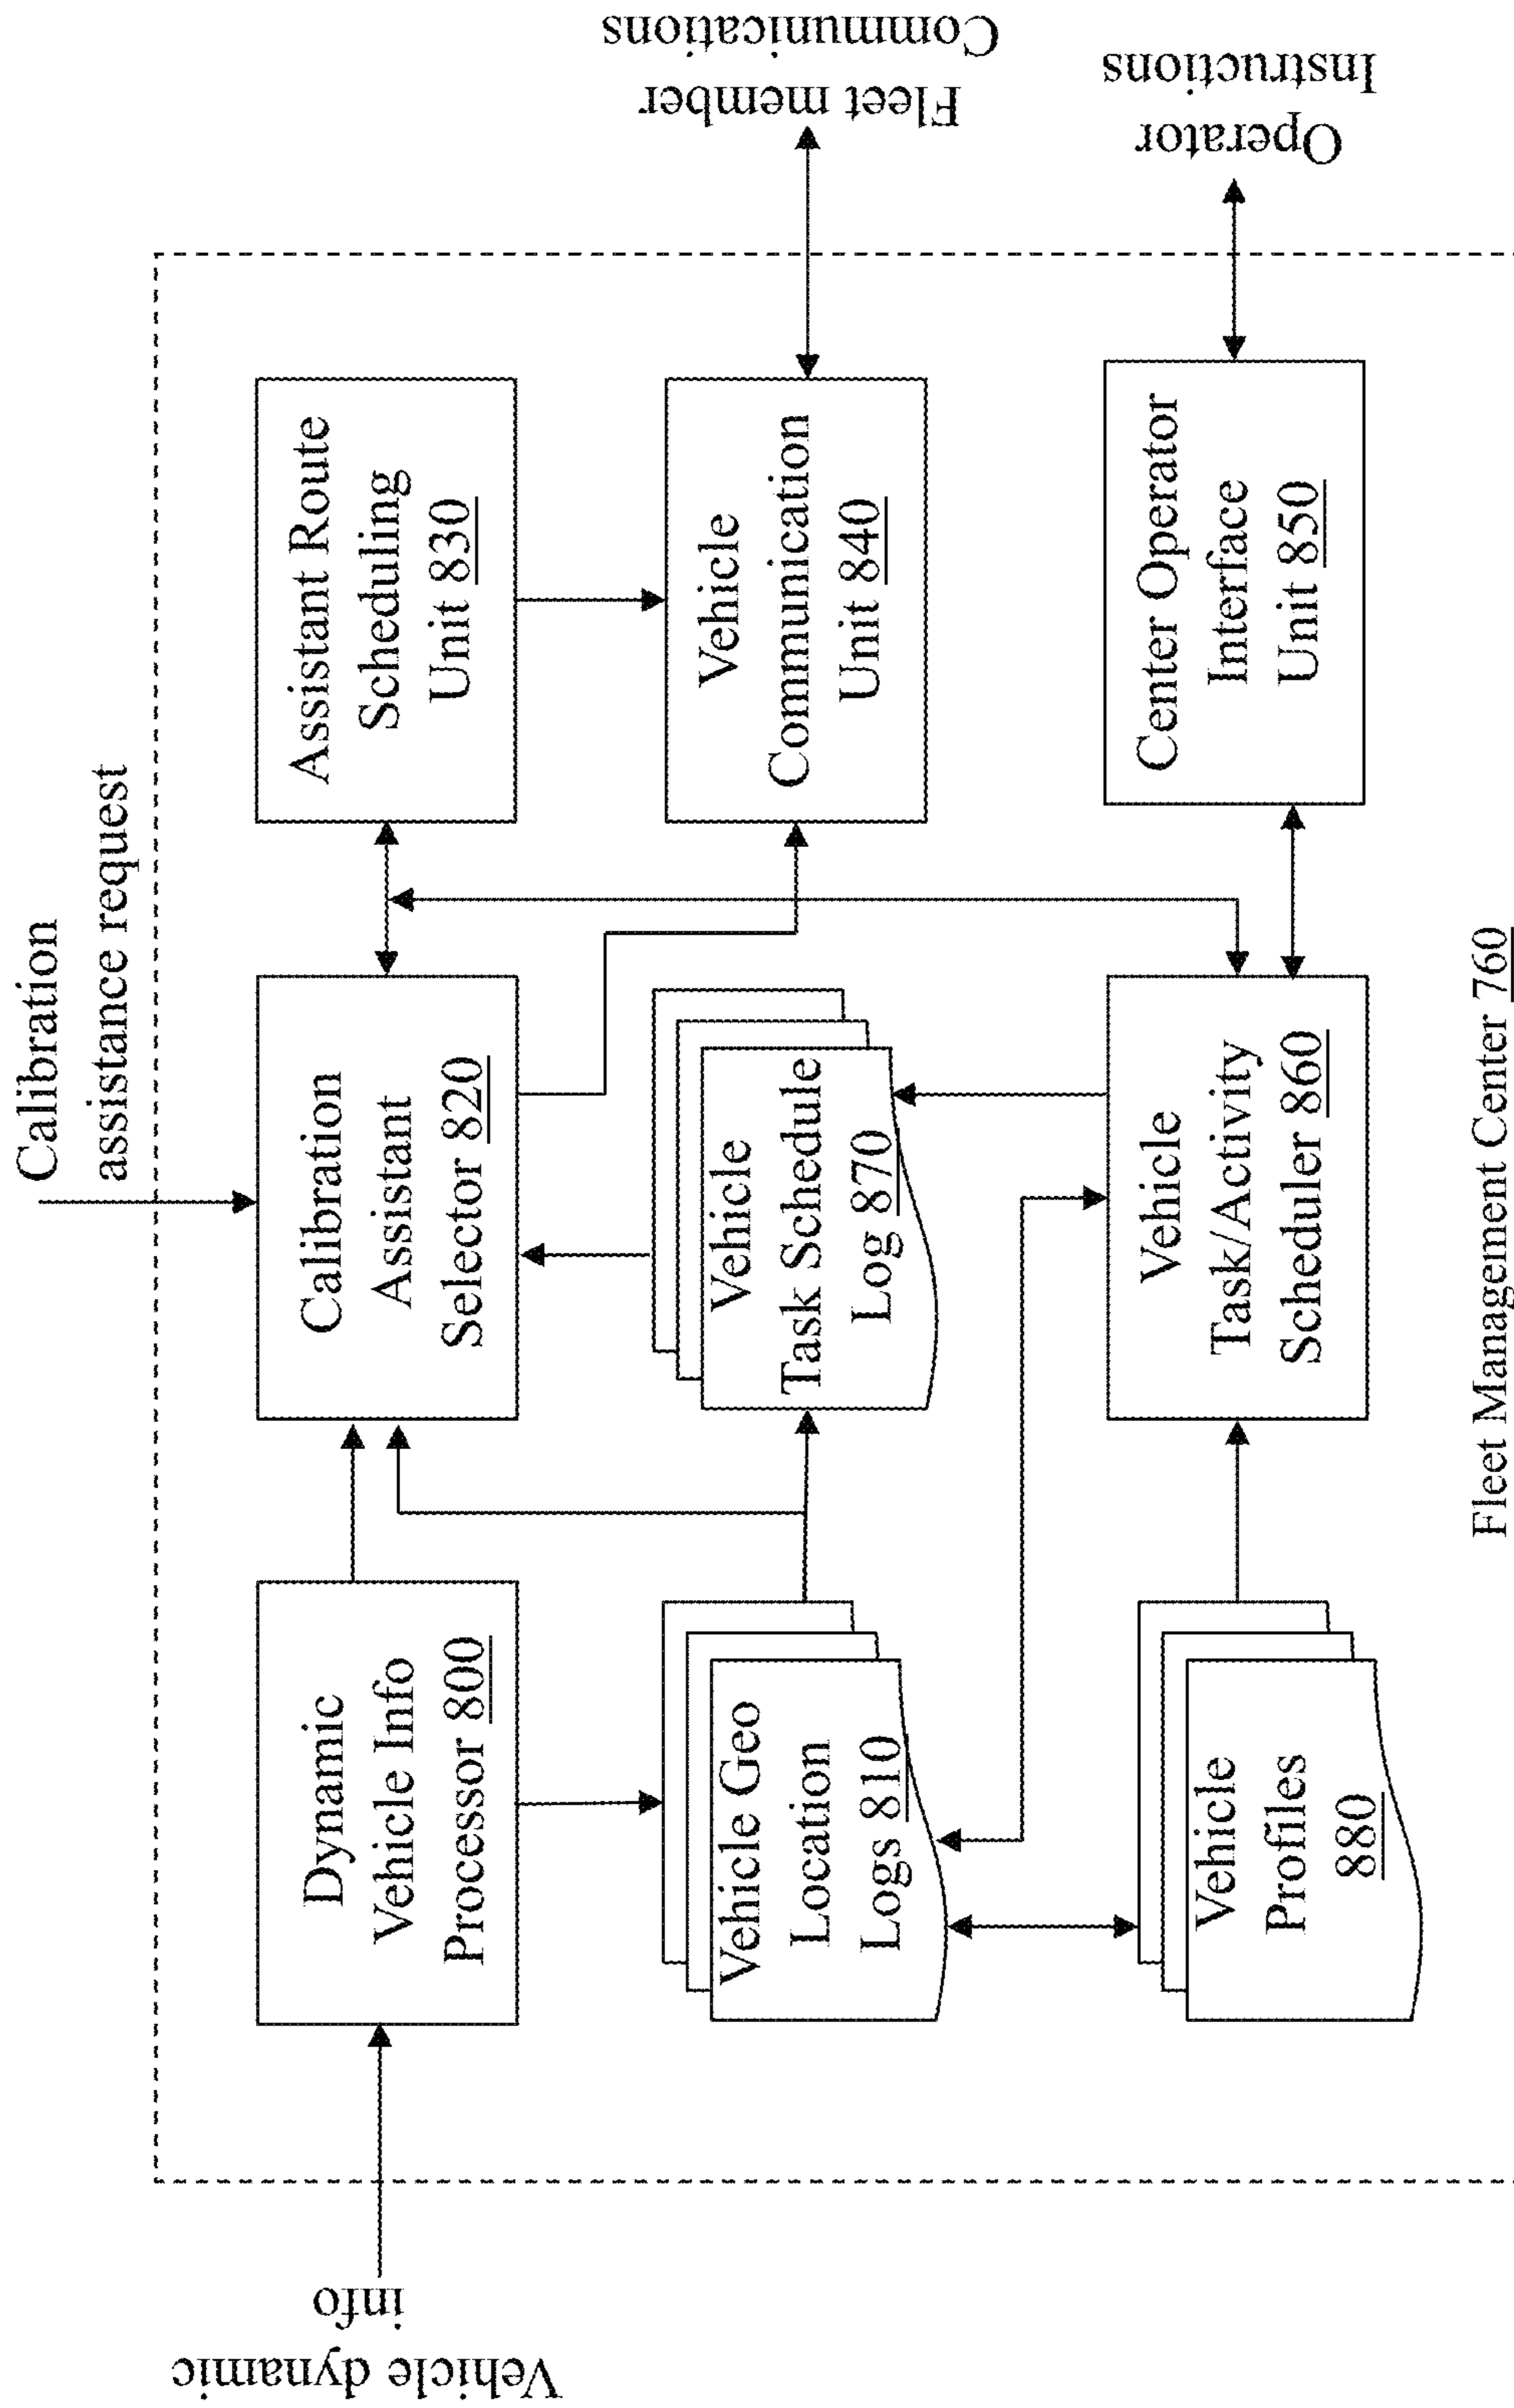 Calibration
assistance request
Vehicle dynamic
info
Dynamic
Vehicle Info
Processor 800
Calibration
Assistant
Selector 820
Assistant Route
Scheduling
Unit 830
Vehicle Geo
Location
Logs 810
Vehicle
Task Schedule
Log 870
Vehicle
Communication
Unit 840
Fleet member
Communications
Vehicle
Profiles
880
Vehicle
Task/Activity
Scheduler 860
Center Operator
Interface
Unit 850
Operator
Instructions
Fleet Management Center 760